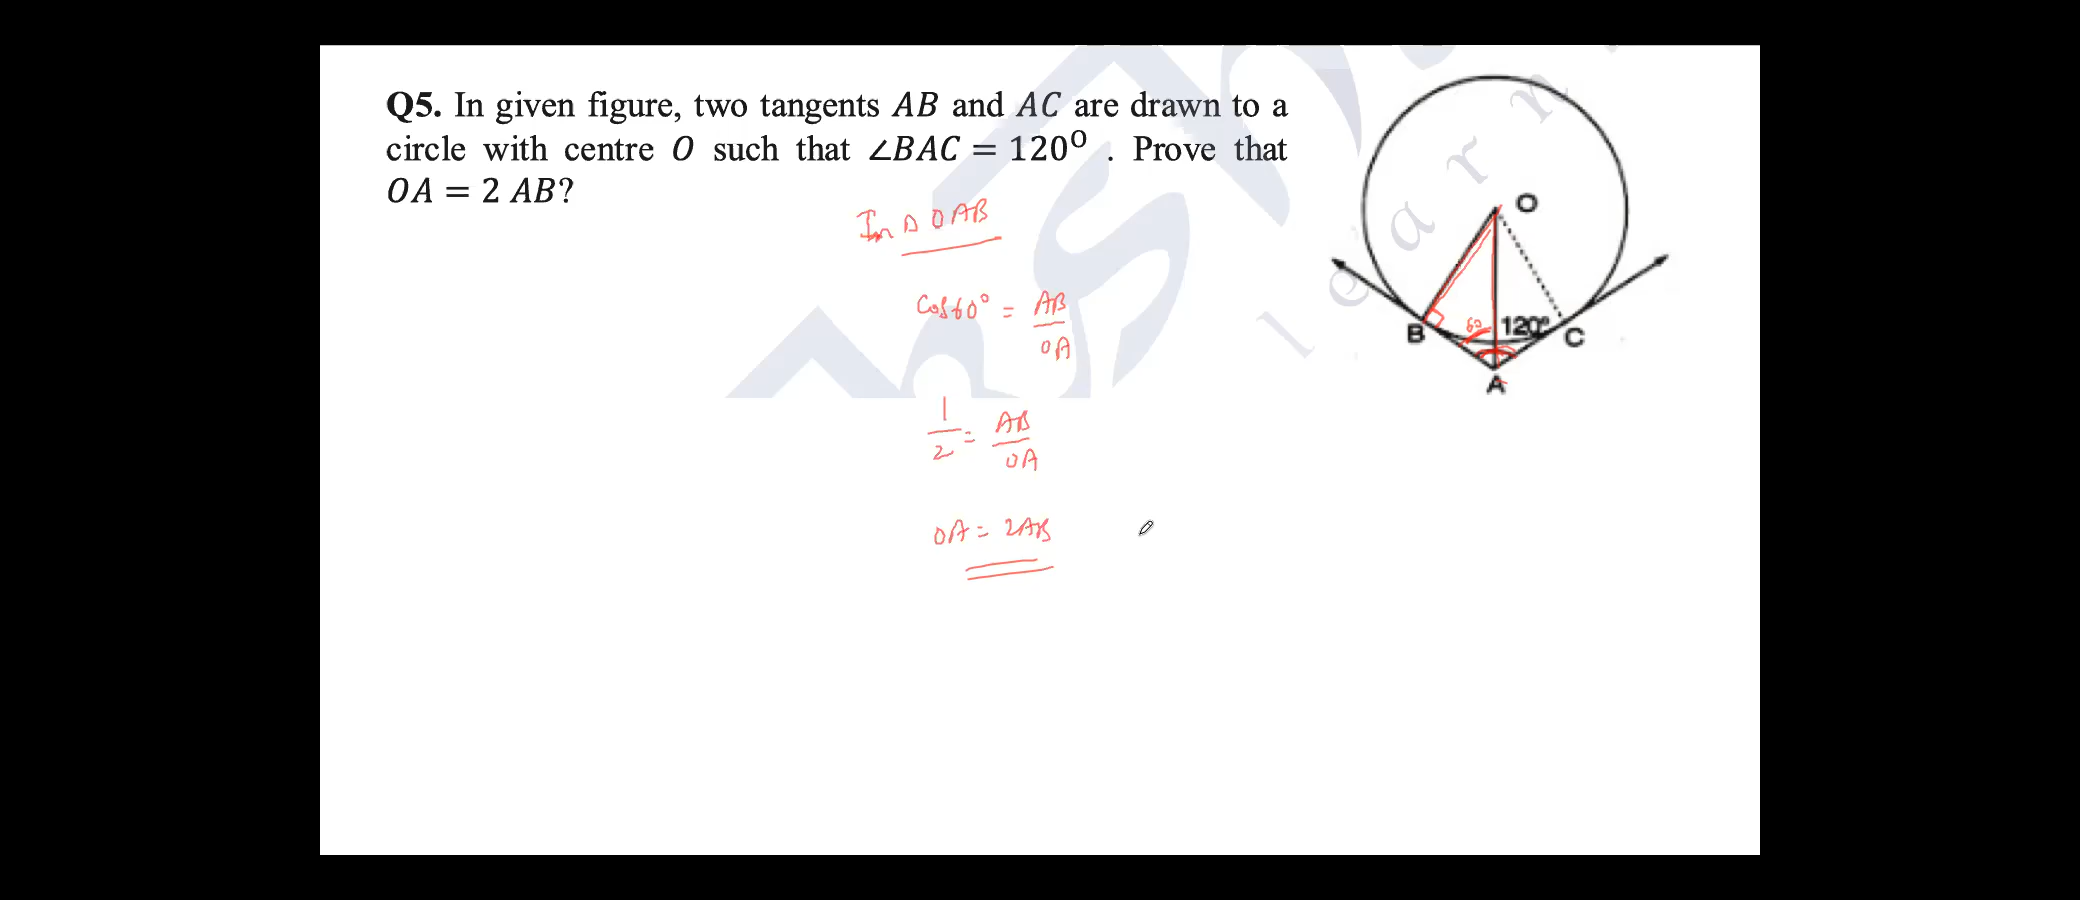 Q5. In given figure, two tangents AB and AC are drawn to a
circle with centre O such that ∠BAC = 120⁰ . Prove that
OA = 2 AB?
In Δ OAB
Cos60° = AB/OA
1/2 = AB/OA
OA = 2AB
O
B
60
120°
C
A
l e a r n